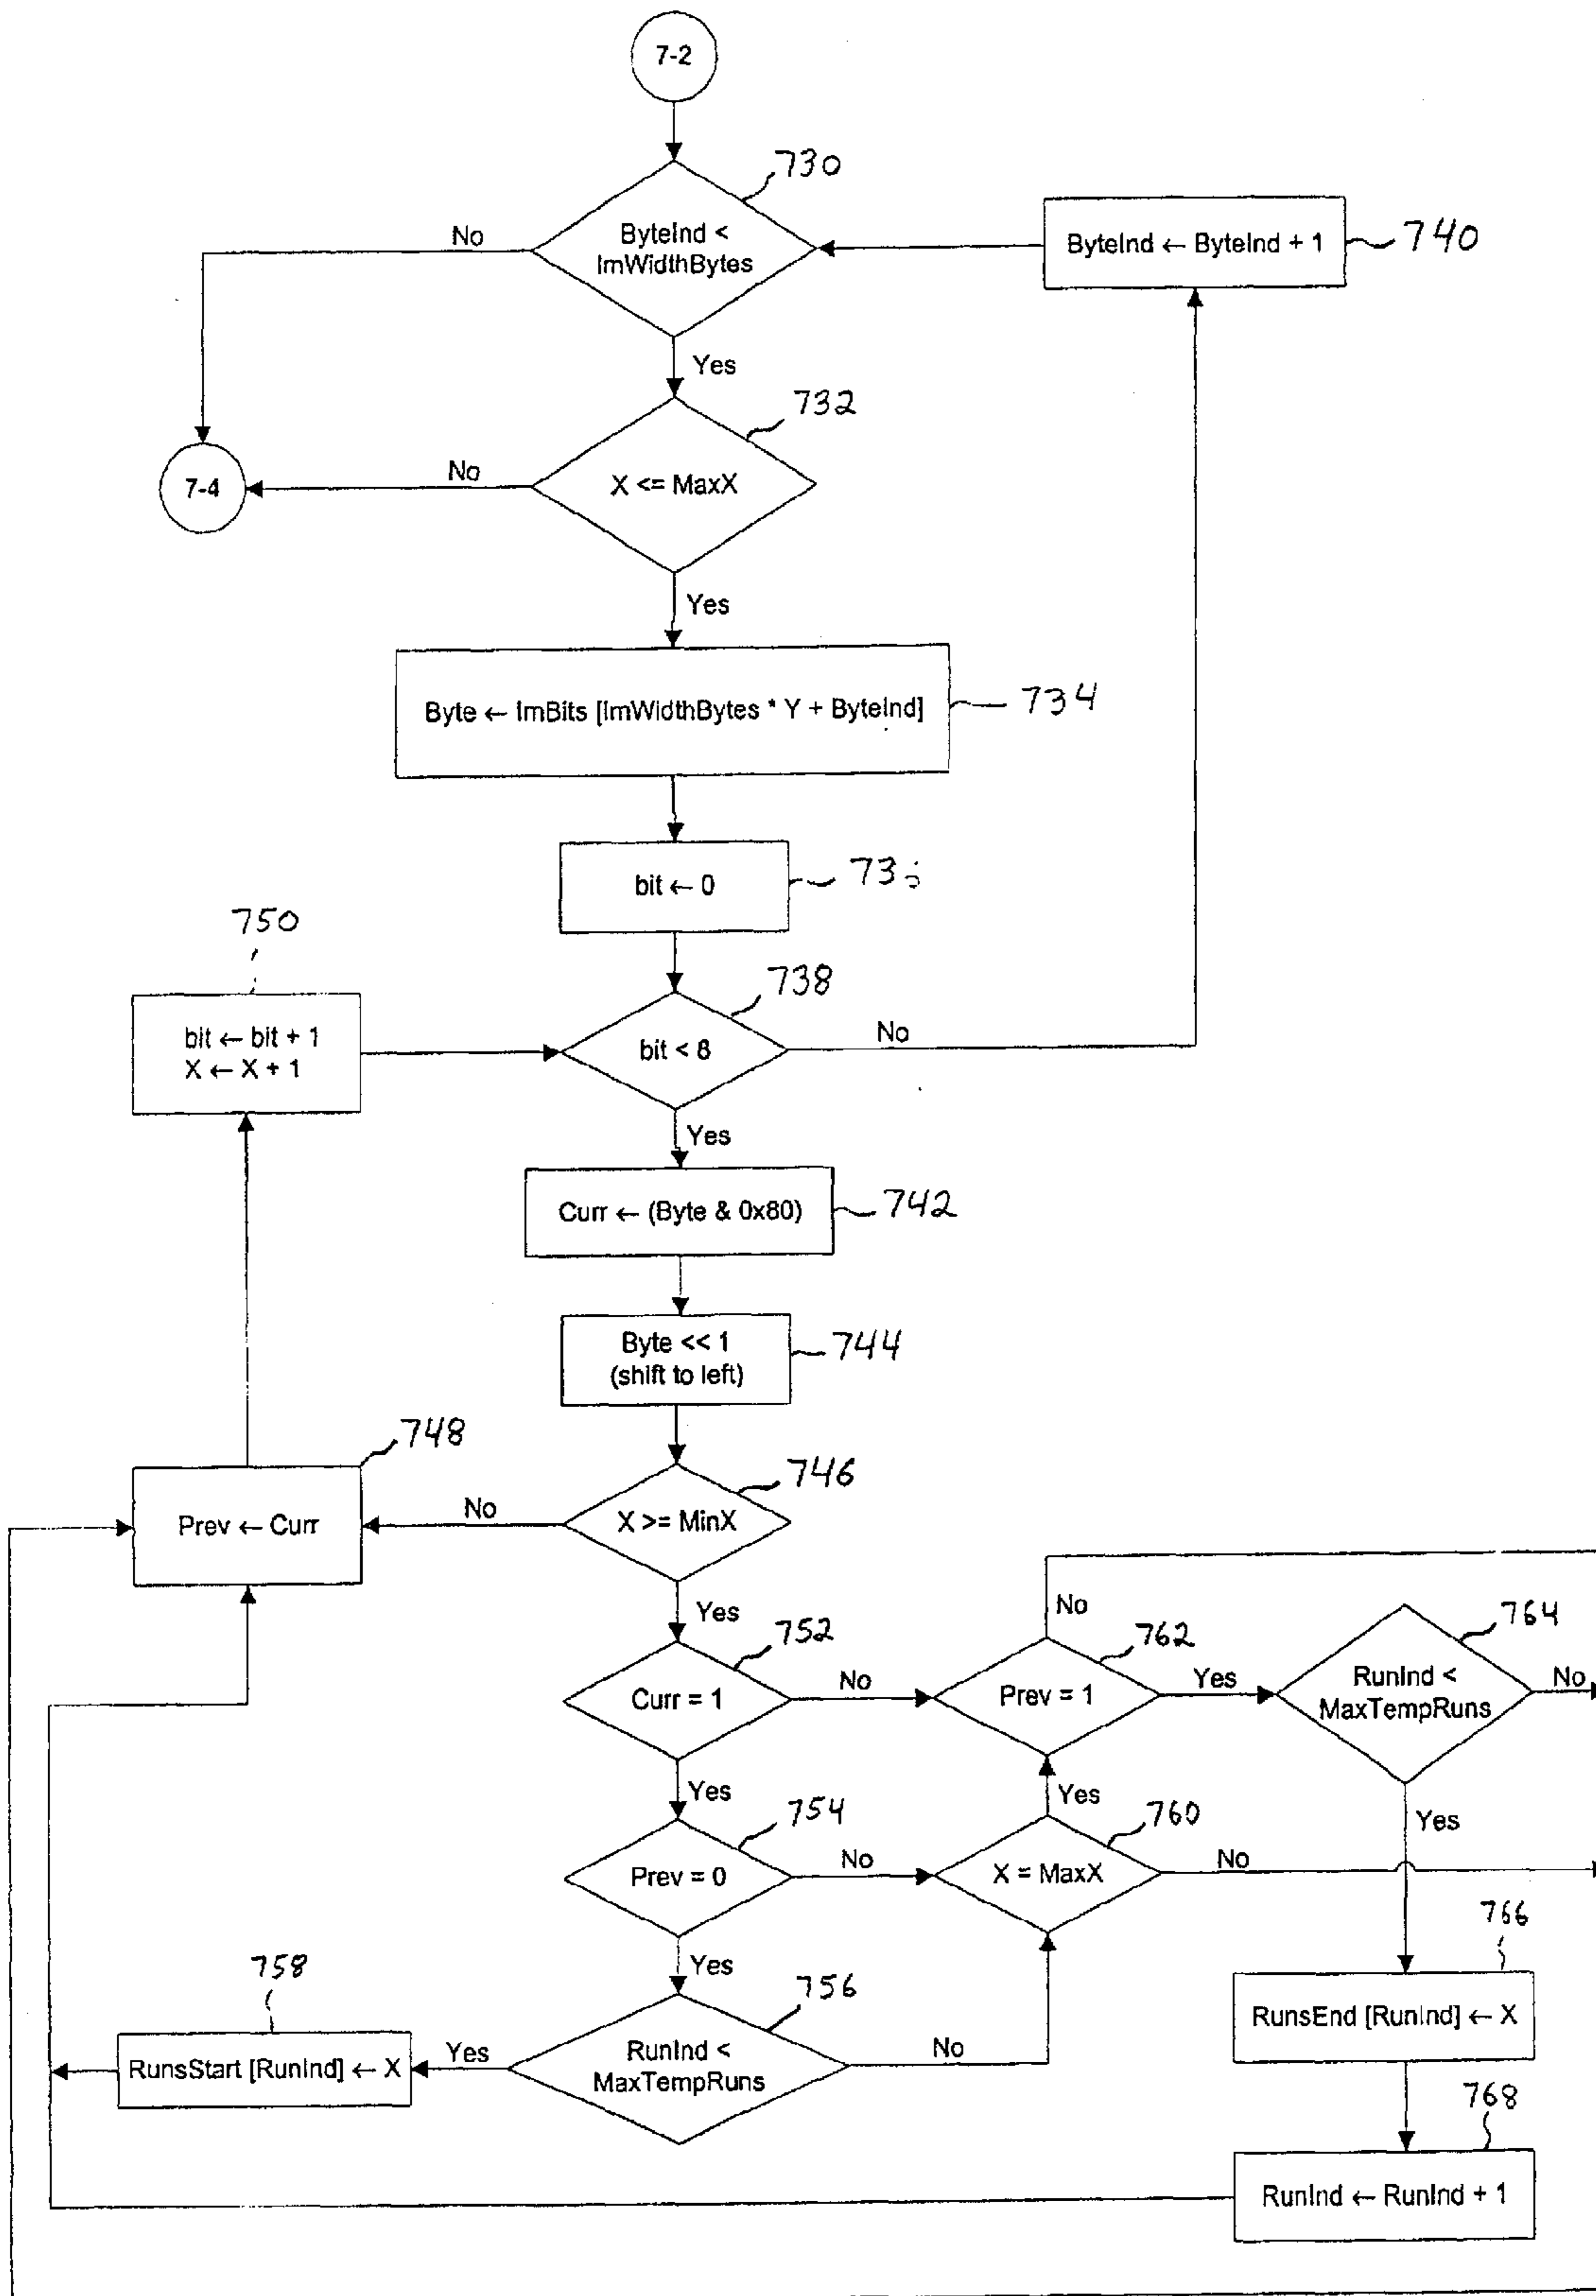 7-2
730
ByteInd <
ImWidthBytes
No
Yes
ByteInd ← ByteInd + 1
740
732
X <= MaxX
No
7-4
Yes
Byte ← ImBits [ImWidthBytes * Y + ByteInd]
734
bit ← 0
750
bit ← bit + 1
X ← X + 1
738
bit < 8
No
Yes
Curr ← (Byte & 0x80)
742
Byte << 1
(shift to left)
744
748
Prev ← Curr
No
746
X >= MinX
Yes
No
752
Curr = 1
No
762
Prev = 1
Yes
764
RunInd <
MaxTempRuns
No
Yes
754
Prev = 0
No
Yes
760
X = MaxX
No
Yes
766
RunsEnd [RunInd] ← X
Yes
758
RunsStart [RunInd] ← X
Yes
756
RunInd <
MaxTempRuns
No
768
RunInd ← RunInd + 1